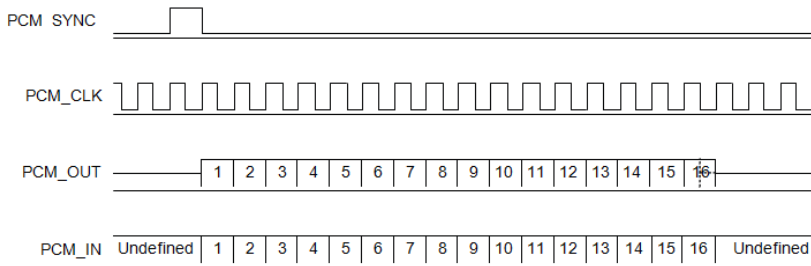 PCM SYNC
PCM_CLK
PCM_OUT 1 2 3 4 5 6 7 8 9 10 11 12 13 14 15 16
PCM_IN Undefined 1 2 3 4 5 6 7 8 9 10 11 12 13 14 15 16 Undefined